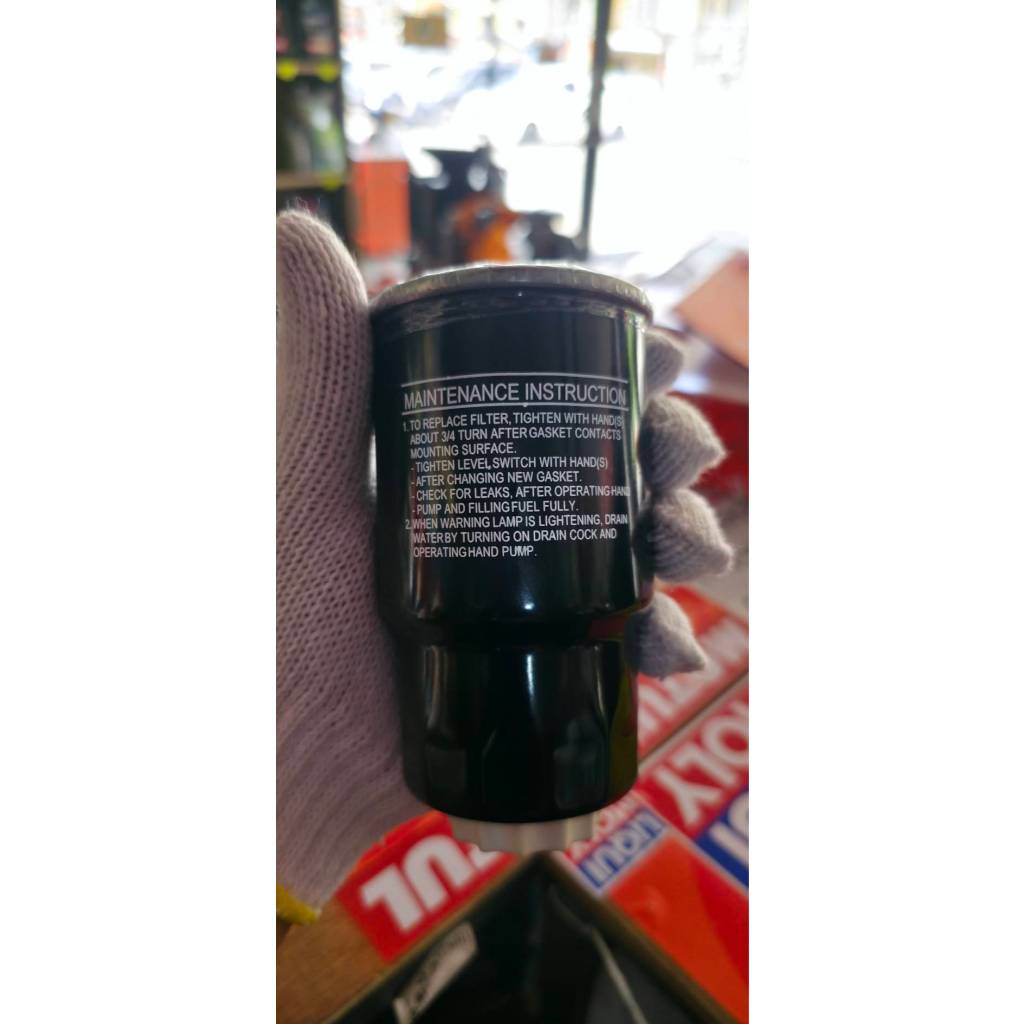 MAINTENANCE INSTRUCTION
1. TO REPLACE FILTER, TIGHTEN WITH HAND(S)
ABOUT 3/4 TURN AFTER GASKET CONTACTS
MOUNTING SURFACE.
- TIGHTEN LEVEL SWITCH WITH HAND(S)
- AFTER CHANGING NEW GASKET.
- CHECK FOR LEAKS, AFTER OPERATING HAND
- PUMP AND FILLING FUEL FULLY.
2. WHEN WARNING LAMP IS LIGHTENING, DRAIN
WATER BY TURNING ON DRAIN COCK AND
OPERATING HAND PUMP.
MOTUL
MOLY
LIQUI
TUL